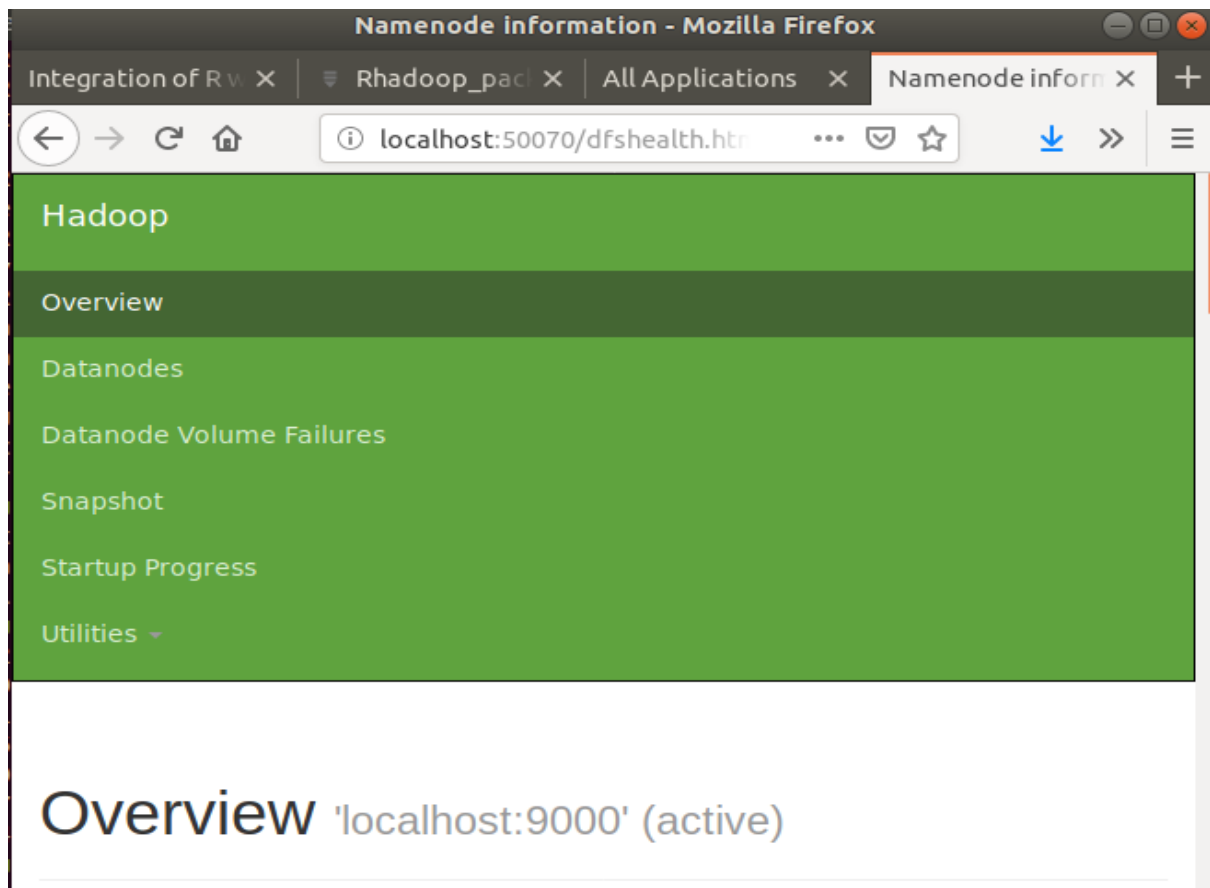 Namenode information - Mozilla Firefox
Integration of R w Rhadoop_pac All Applications Namenode inform
localhost:50070/dfshealth.htm
Hadoop
Overview
Datanodes
Datanode Volume Failures
Snapshot
Startup Progress
Utilities
Overview 'localhost:9000' (active)